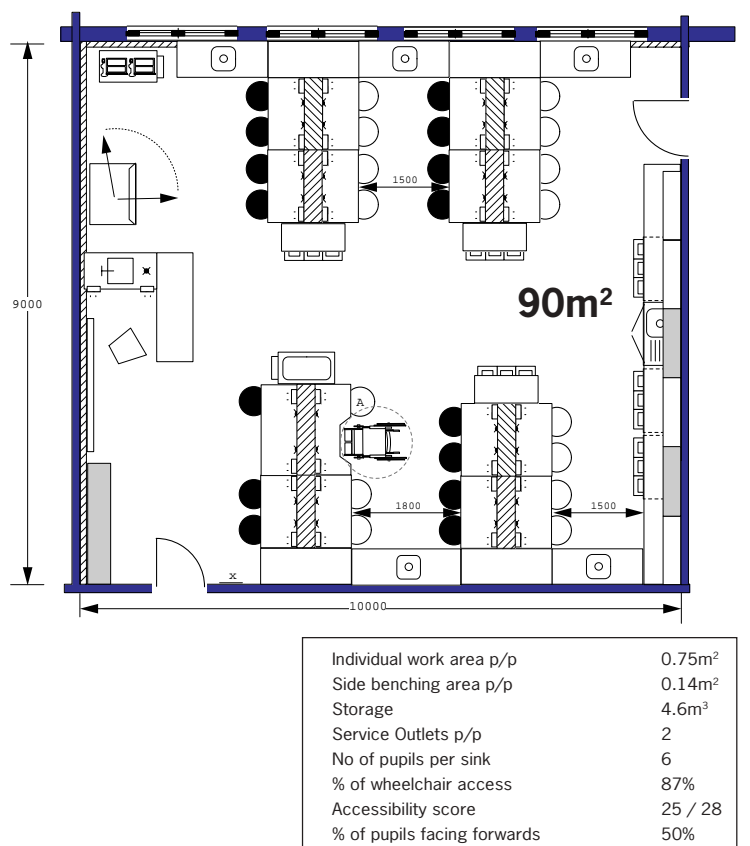 1500
90m²
9000
A
1800
1500
x
10000
Individual work area p/p 0.75m²
Side benching area p/p 0.14m²
Storage 4.6m³
Service Outlets p/p 2
No of pupils per sink 6
% of wheelchair access 87%
Accessibility score 25 / 28
% of pupils facing forwards 50%